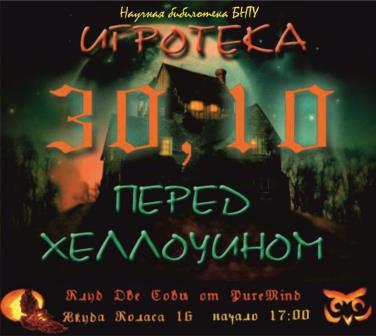 Научная библиотека БНТУ
ИГРОТЕКА
30,10
ПЕРЕД
ХЕЛЛОУИНОМ
Клуб Две Совы от PureMind
Якуба Коласа 16 начало 17:00